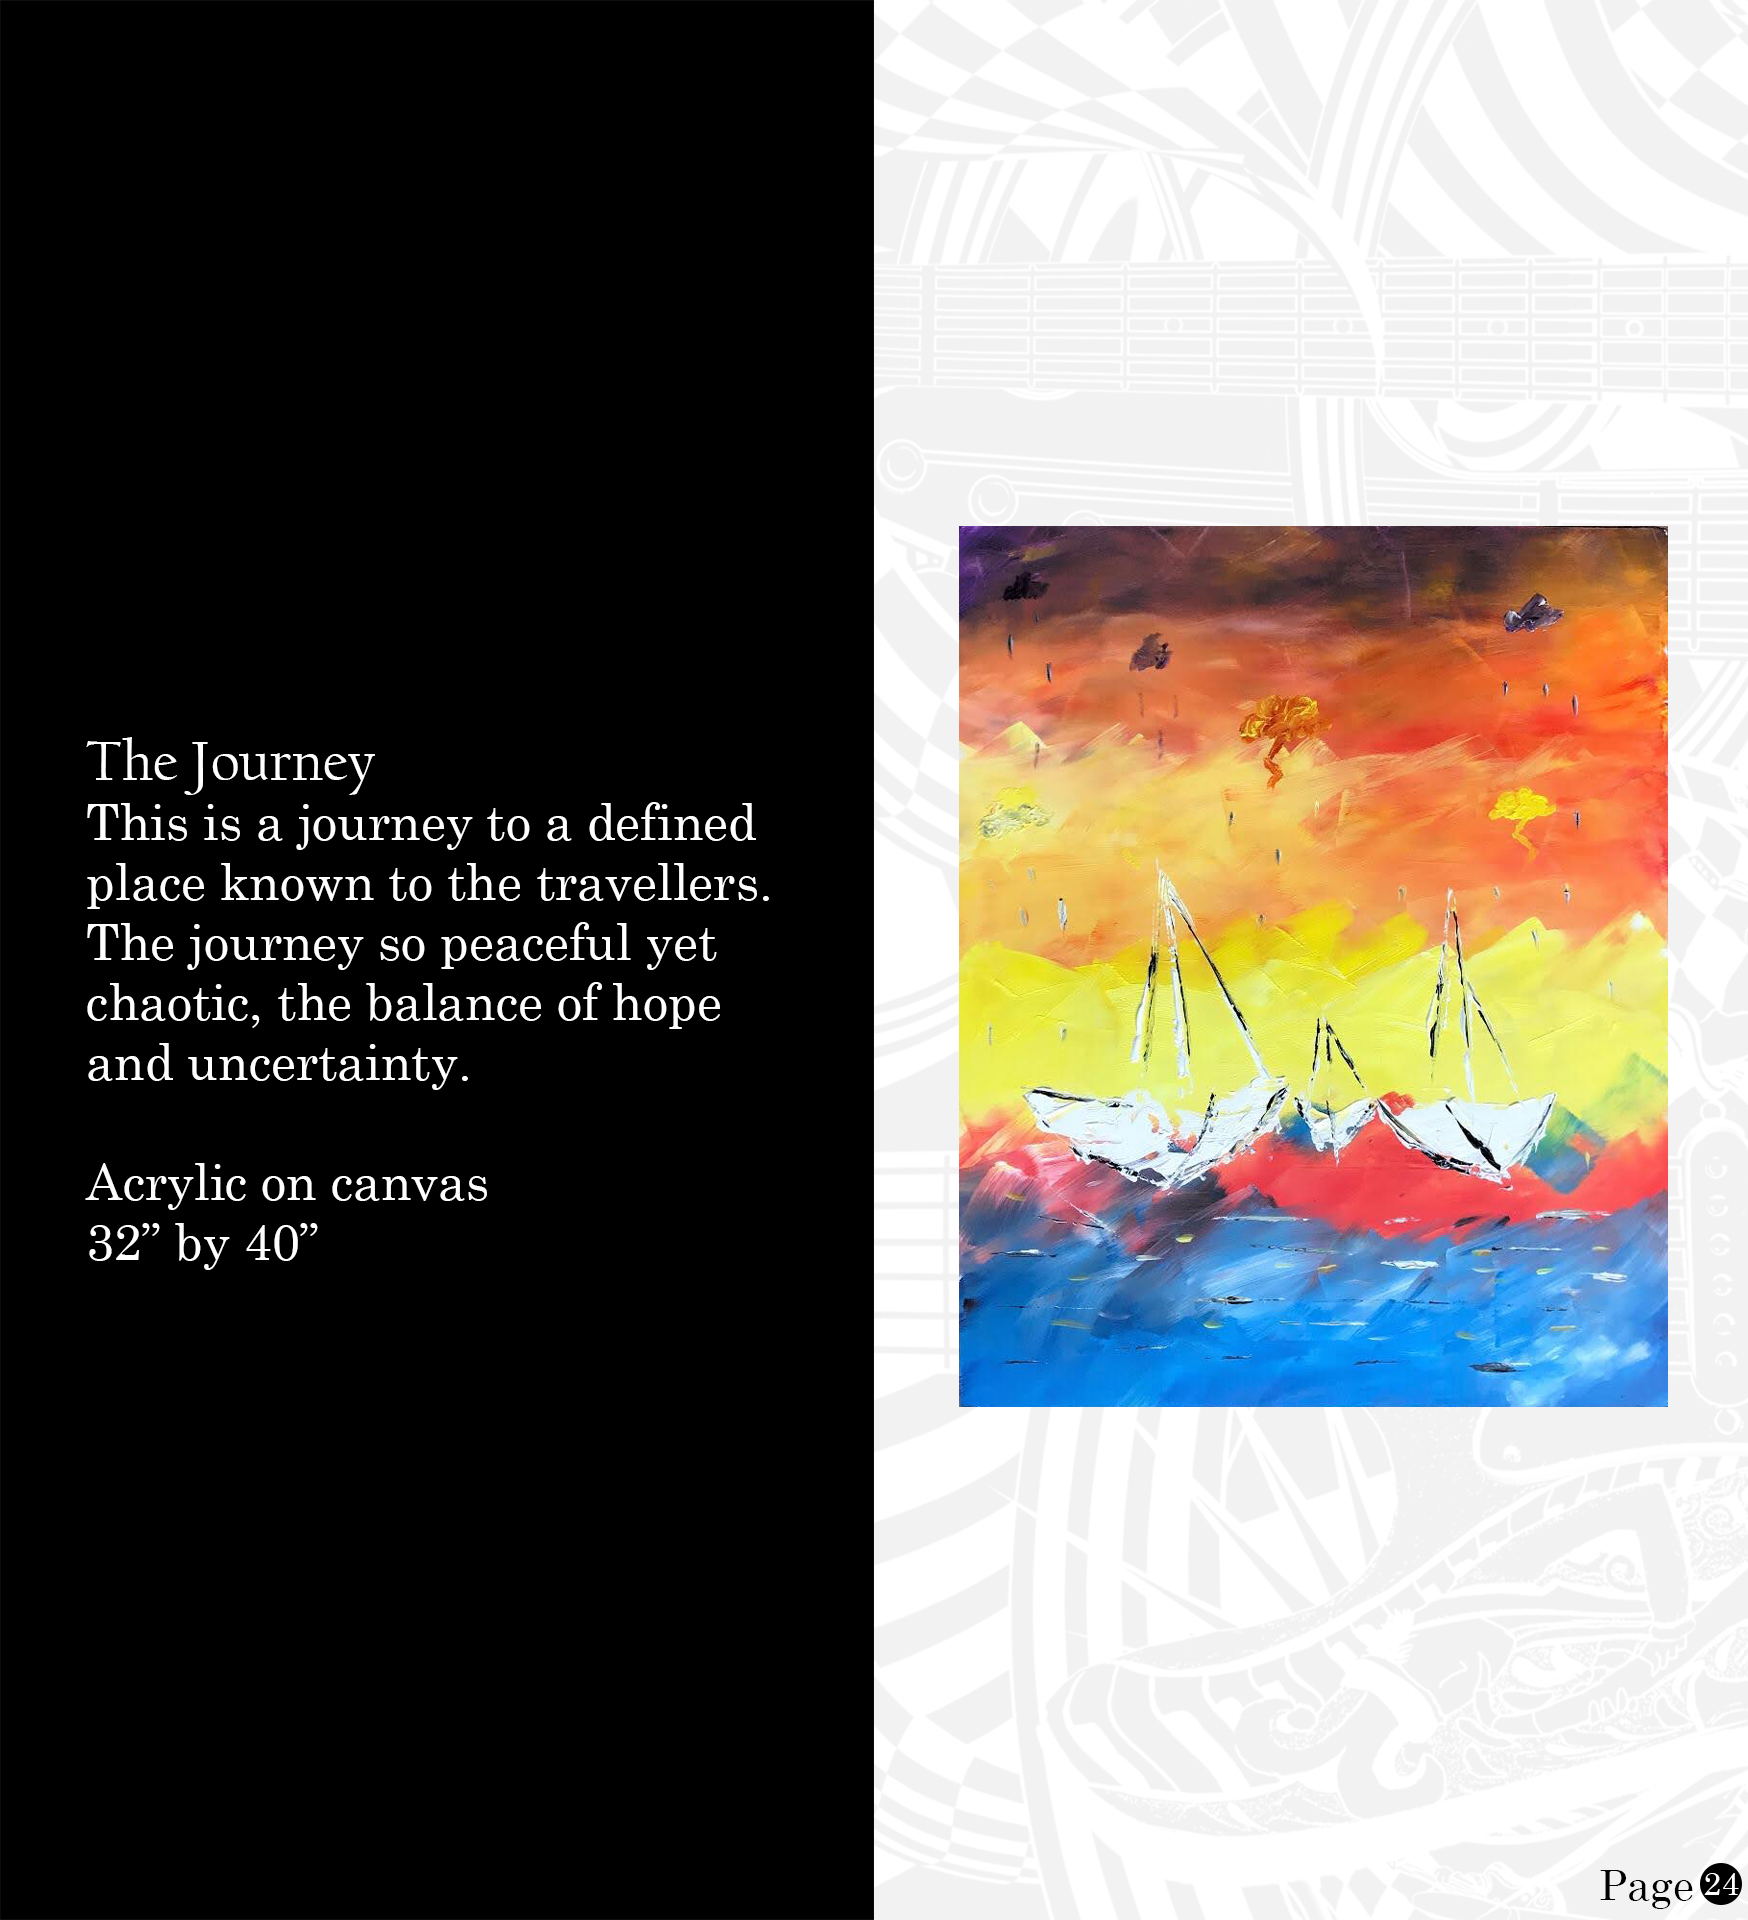 The Journey
This is a journey to a defined
place known to the travellers.
The journey so peaceful yet
chaotic, the balance of hope
and uncertainty.
Acrylic on canvas
32” by 40”
Page 24